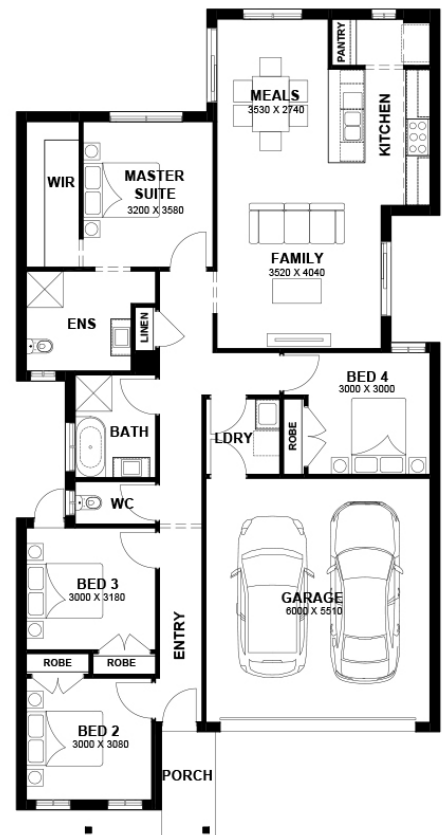 PANTRY
MEALS
3530 X 2740
KITCHEN
WIR
MASTER
SUITE
3200 X 3580
FAMILY
3520 X 4040
ENS
LINEN
BED 4
3000 X 3000
BATH
LDRY
ROBE
WC
BED 3
3000 X 3180
GARAGE
6000 X 5510
ENTRY
ROBE
ROBE
BED 2
3000 X 3080
PORCH